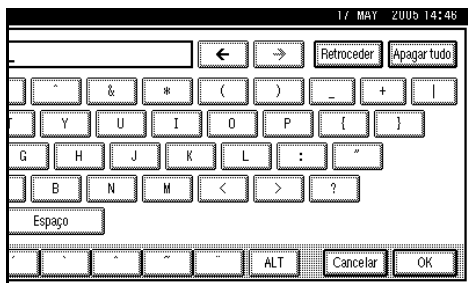 17 MAY 2005 14:46
_ ← → Retroceder Apagar tudo
^ & * ( ) _ + |
Y U I O P { }
G H J K L : "
B N M < > ?
Espaço
´ ` ^ ~ ¨ ALT Cancelar OK